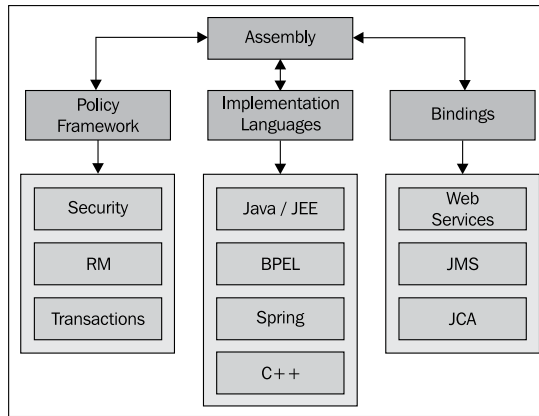 Assembly
Policy
Framework
Implementation
Languages
Bindings
Security
RM
Transactions
Java / JEE
BPEL
Spring
C++
Web
Services
JMS
JCA